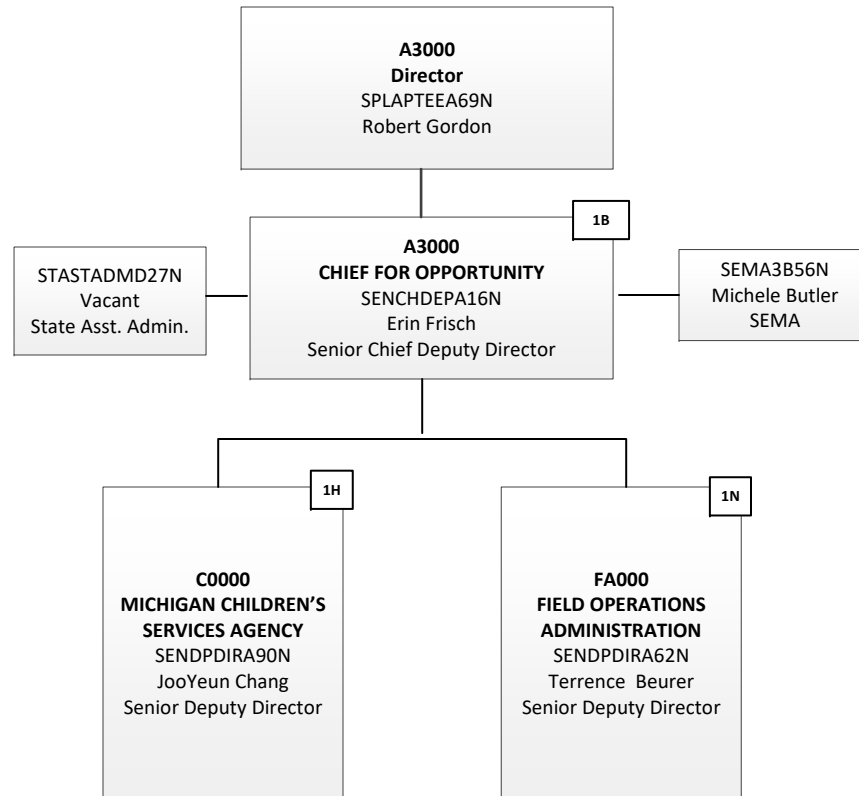 A3000
Director
SPLAPTEEA69N
Robert Gordon
1B
A3000
CHIEF FOR OPPORTUNITY
SENCHDEPA16N
Erin Frisch
Senior Chief Deputy Director
STASTADMD27N
Vacant
State Asst. Admin.
SEMA3B56N
Michele Butler
SEMA
1H
C0000
MICHIGAN CHILDREN’S
SERVICES AGENCY
SENDPDIRA90N
JooYeun Chang
Senior Deputy Director
1N
FA000
FIELD OPERATIONS
ADMINISTRATION
SENDPDIRA62N
Terrence Beurer
Senior Deputy Director